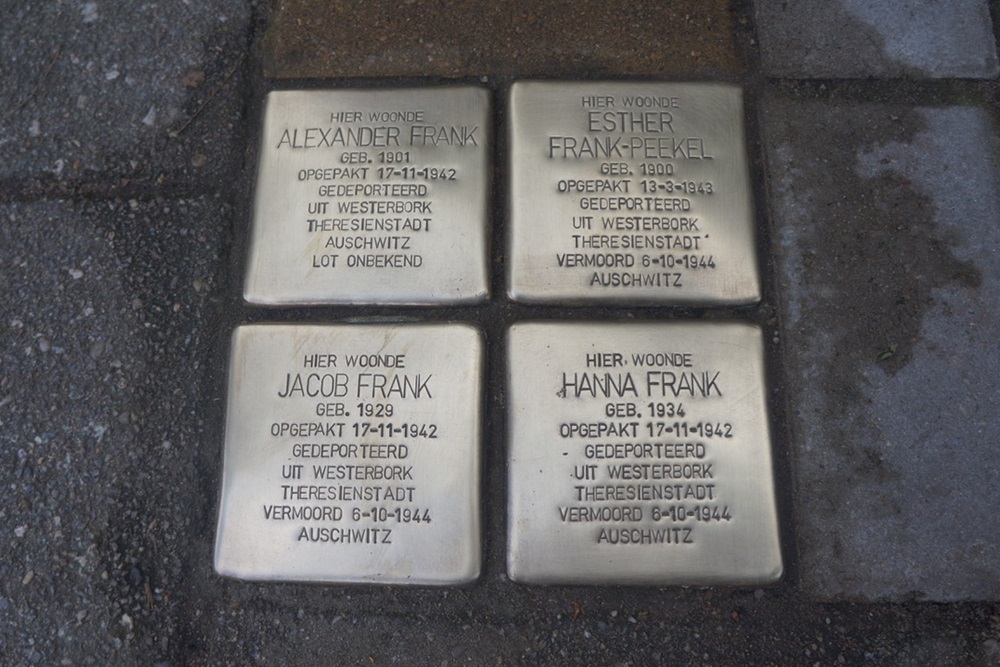 HIER WOONDE
ALEXANDER FRANK
GEB. 1901
OPGEPAKT 17-11-1942
GEDEPORTEERD
UIT WESTERBORK
THERESIENSTADT
AUSCHWITZ
LOT ONBEKEND
HIER WOONDE
ESTHER
FRANK-PEEKEL
GEB. 1900
OPGEPAKT 13-3-1943
GEDEPORTEERD
UIT WESTERBORK
THERESIENSTADT
VERMOORD 6-10-1944
AUSCHWITZ
HIER WOONDE
JACOB FRANK
GEB. 1929
OPGEPAKT 17-11-1942
GEDEPORTEERD
UIT WESTERBORK
THERESIENSTADT
VERMOORD 6-10-1944
AUSCHWITZ
HIER WOONDE
HANNA FRANK
GEB. 1934
OPGEPAKT 17-11-1942
GEDEPORTEERD
UIT WESTERBORK
THERESIENSTADT
VERMOORD 6-10-1944
AUSCHWITZ